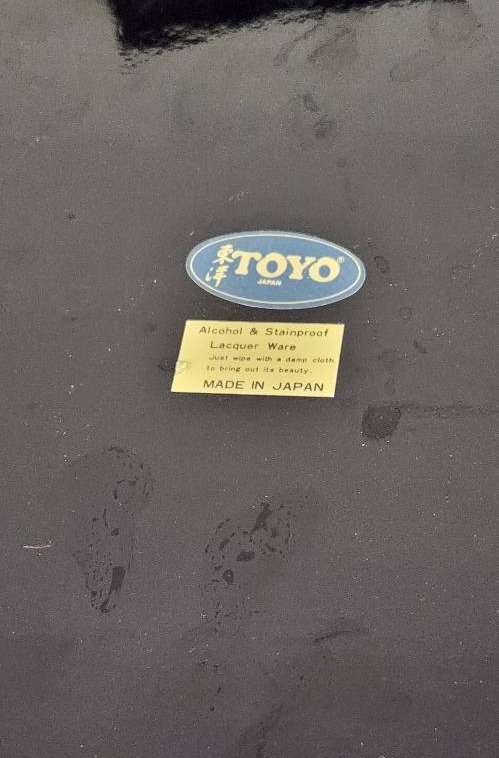 東洋 TOYO®
JAPAN
Alcohol & Stainproof
Lacquer Ware
Just wipe with a damp cloth
to bring out its beauty.
MADE IN JAPAN